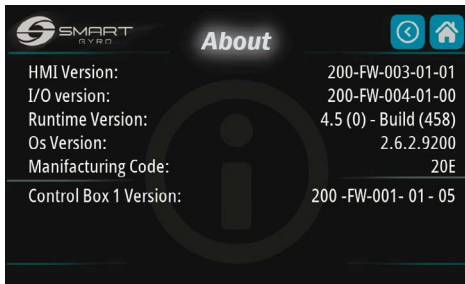 SMART
GYRO
About
HMI Version: 200-FW-003-01-01
I/O version: 200-FW-004-01-00
Runtime Version: 4.5 (0) - Build (458)
Os Version: 2.6.2.9200
Manifacturing Code: 20E
Control Box 1 Version: 200 -FW-001- 01 - 05